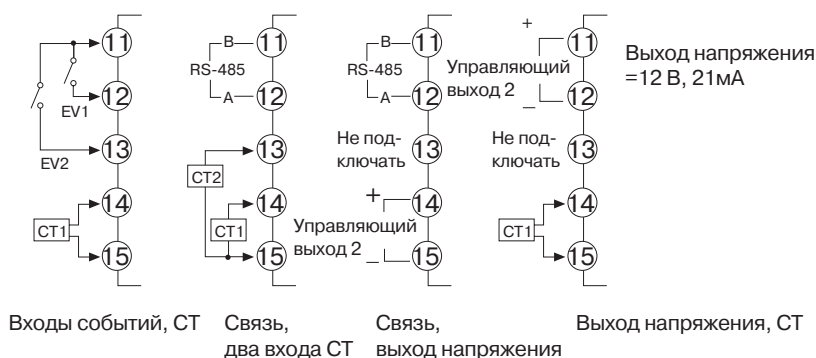 11
12
13
14
15
EV1
EV2
CT1
Входы событий, CT
B
RS-485
A
11
12
13
14
15
CT2
CT1
Связь,
два входа CT
B
RS-485
A
11
12
Не под-
ключать
13
+
14
Управляющий
выход 2
–
15
Связь,
выход напряжения
+
11
Управляющий
выход 2
–
12
Не под-
ключать
13
14
CT1
15
Выход напряжения
=12 В, 21мА
Выход напряжения, CT